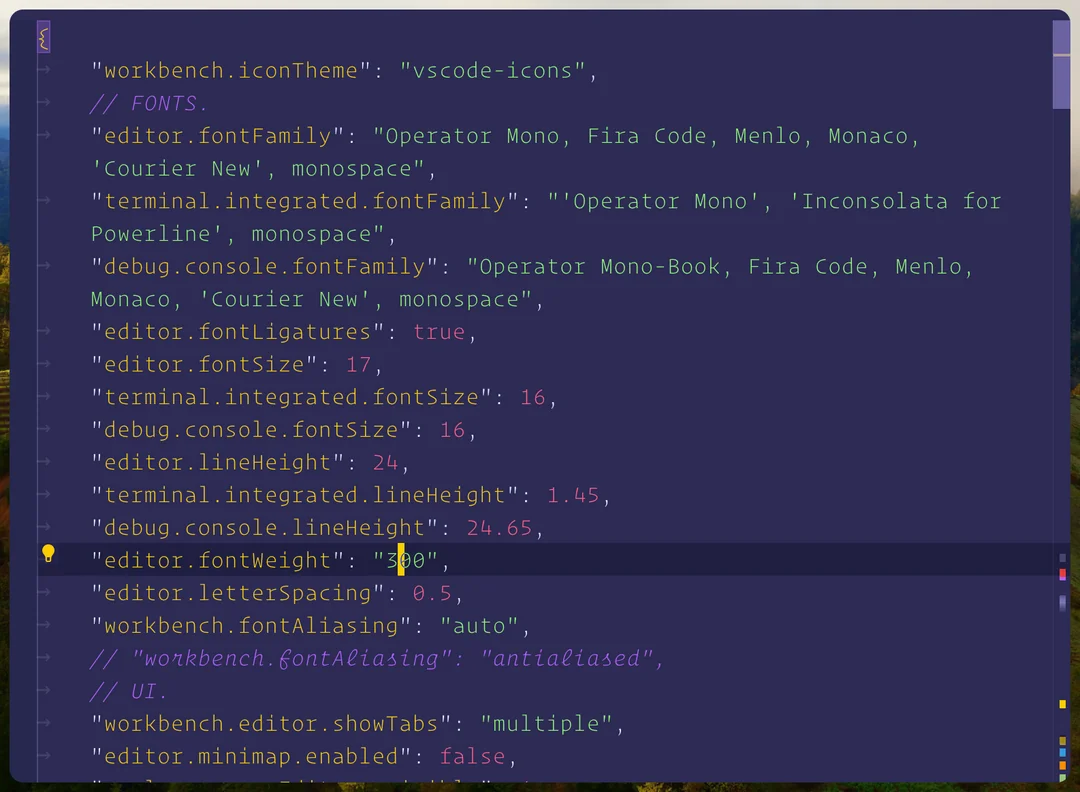 {
"workbench.iconTheme": "vscode-icons",
// FONTS.
"editor.fontFamily": "Operator Mono, Fira Code, Menlo, Monaco,
'Courier New', monospace",
"terminal.integrated.fontFamily": "'Operator Mono', 'Inconsolata for
Powerline', monospace",
"debug.console.fontFamily": "Operator Mono-Book, Fira Code, Menlo,
Monaco, 'Courier New', monospace",
"editor.fontLigatures": true,
"editor.fontSize": 17,
"terminal.integrated.fontSize": 16,
"debug.console.fontSize": 16,
"editor.lineHeight": 24,
"terminal.integrated.lineHeight": 1.45,
"debug.console.lineHeight": 24.65,
"editor.fontWeight": "300",
"editor.letterSpacing": 0.5,
"workbench.fontAliasing": "auto",
// "workbench.fontAliasing": "antialiased",
// UI.
"workbench.editor.showTabs": "multiple",
"editor.minimap.enabled": false,